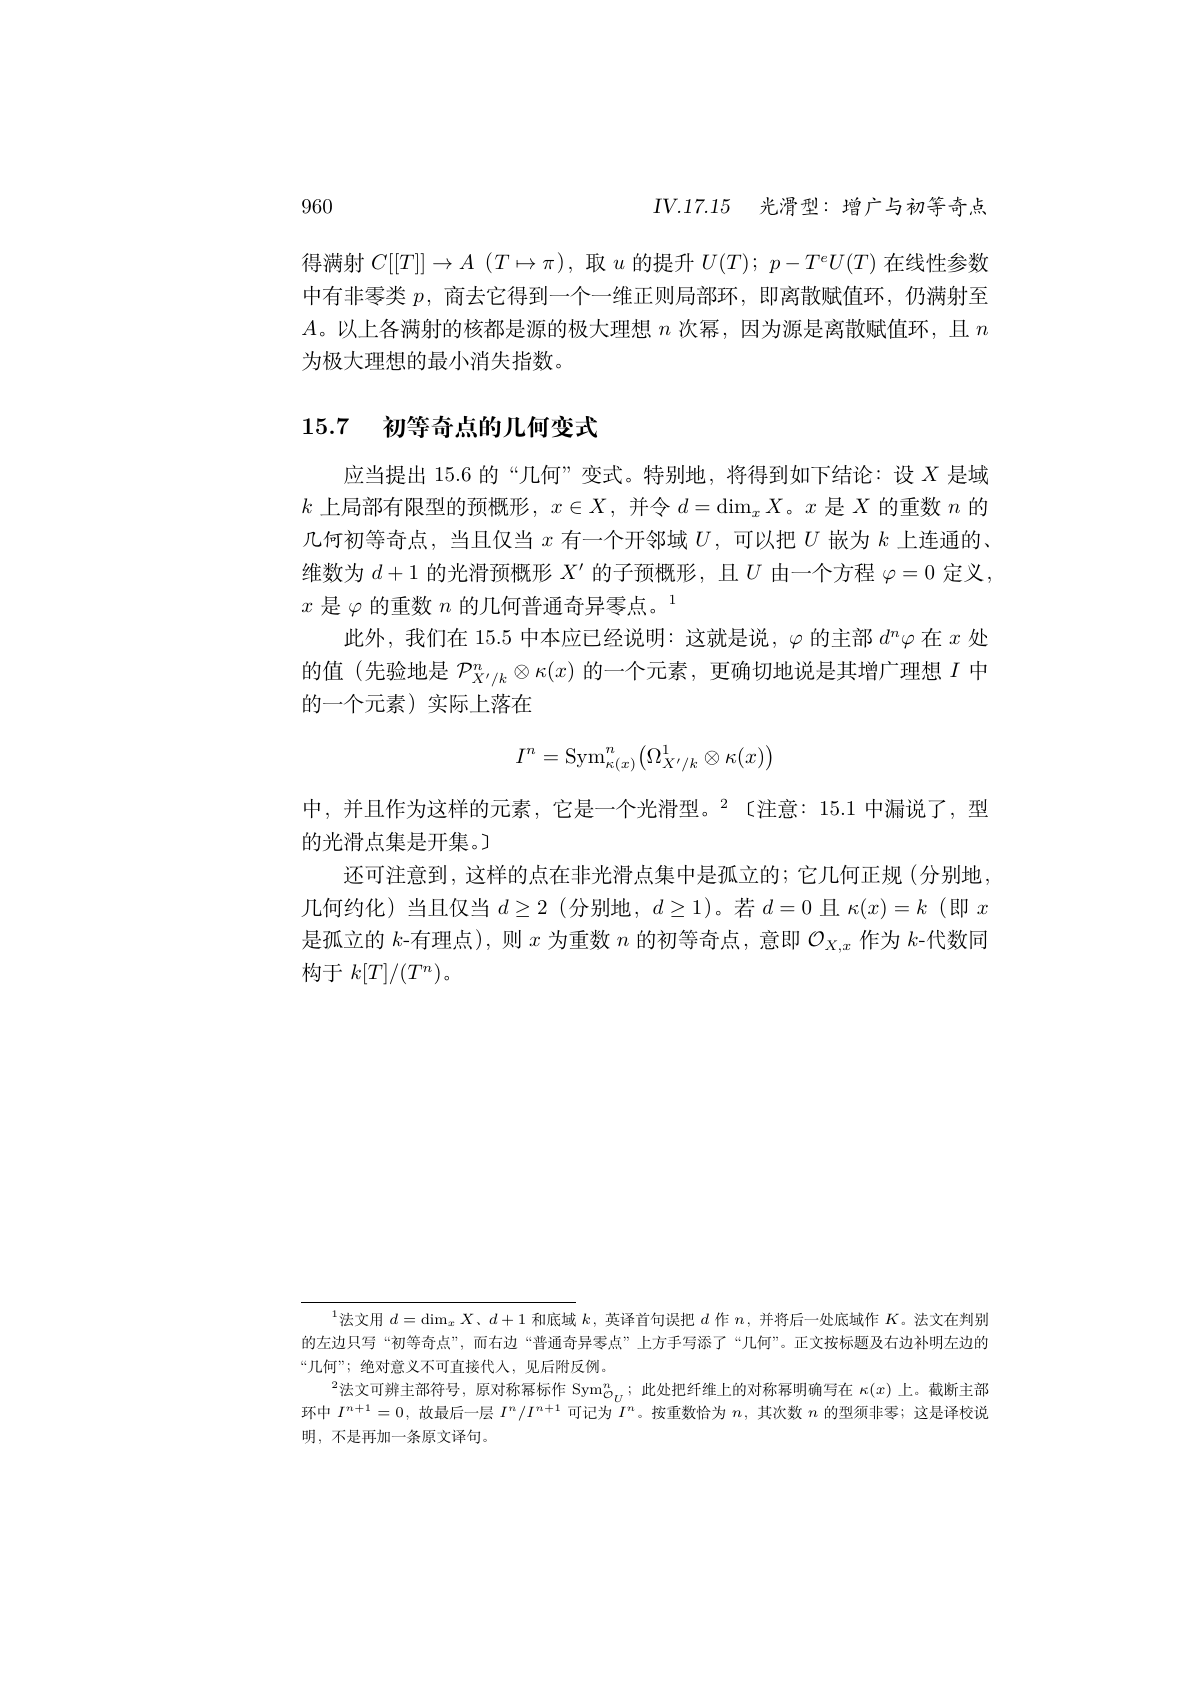 960 IV.17.15 光滑型：增广与初等奇点
得满射 C[[T]] → A（T ↦ π），取 u 的提升 U(T)；p − TᵉU(T) 在线性参数
中有非零类 p，商去它得到一个一维正则局部环，即离散赋值环，仍满射至
A。以上各满射的核都是源的极大理想 n 次幂，因为源是离散赋值环，且 n
为极大理想的最小消失指数。
15.7 初等奇点的几何变式
应当提出 15.6 的“几何”变式。特别地，将得到如下结论：设 X 是域
k 上局部有限型的预概形，x ∈ X，并令 d = dimₓ X。x 是 X 的重数 n 的
几何初等奇点，当且仅当 x 有一个开邻域 U，可以把 U 嵌为 k 上连通的、
维数为 d + 1 的光滑预概形 X′ 的子预概形，且 U 由一个方程 φ = 0 定义，
x 是 φ 的重数 n 的几何普通奇异零点。¹
此外，我们在 15.5 中本应已经说明：这就是说，φ 的主部 dⁿφ 在 x 处
的值（先验地是 𝒫ⁿ_{X′/k} ⊗ κ(x) 的一个元素，更确切地说是其增广理想 I 中
的一个元素）实际上落在
Iⁿ = Symⁿ_{κ(x)}(Ω¹_{X′/k} ⊗ κ(x))
中，并且作为这样的元素，它是一个光滑型。² 〔注意：15.1 中漏说了，型
的光滑点集是开集。〕
还可注意到，这样的点在非光滑点集中是孤立的；它几何正规（分别地，
几何约化）当且仅当 d ≥ 2（分别地，d ≥ 1）。若 d = 0 且 κ(x) = k（即 x
是孤立的 k-有理点），则 x 为重数 n 的初等奇点，意即 𝒪_{X,x} 作为 k-代数同
构于 k[T]/(Tⁿ)。
¹法文用 d = dimₓ X、d + 1 和底域 k，英译首句误把 d 作 n，并将后一处底域作 K。法文在判别
的左边只写“初等奇点”，而右边“普通奇异零点”上方手写添了“几何”。正文按标题及右边补明左边的
“几何”；绝对意义不可直接代入，见后附反例。
²法文可辨主部符号，原对称幂标作 Symⁿ_{𝒪_U}；此处把纤维上的对称幂明确写在 κ(x) 上。截断主部
环中 Iⁿ⁺¹ = 0，故最后一层 Iⁿ/Iⁿ⁺¹ 可记为 Iⁿ。按重数恰为 n，其次数 n 的型须非零；这是译校说
明，不是再加一条原文译句。